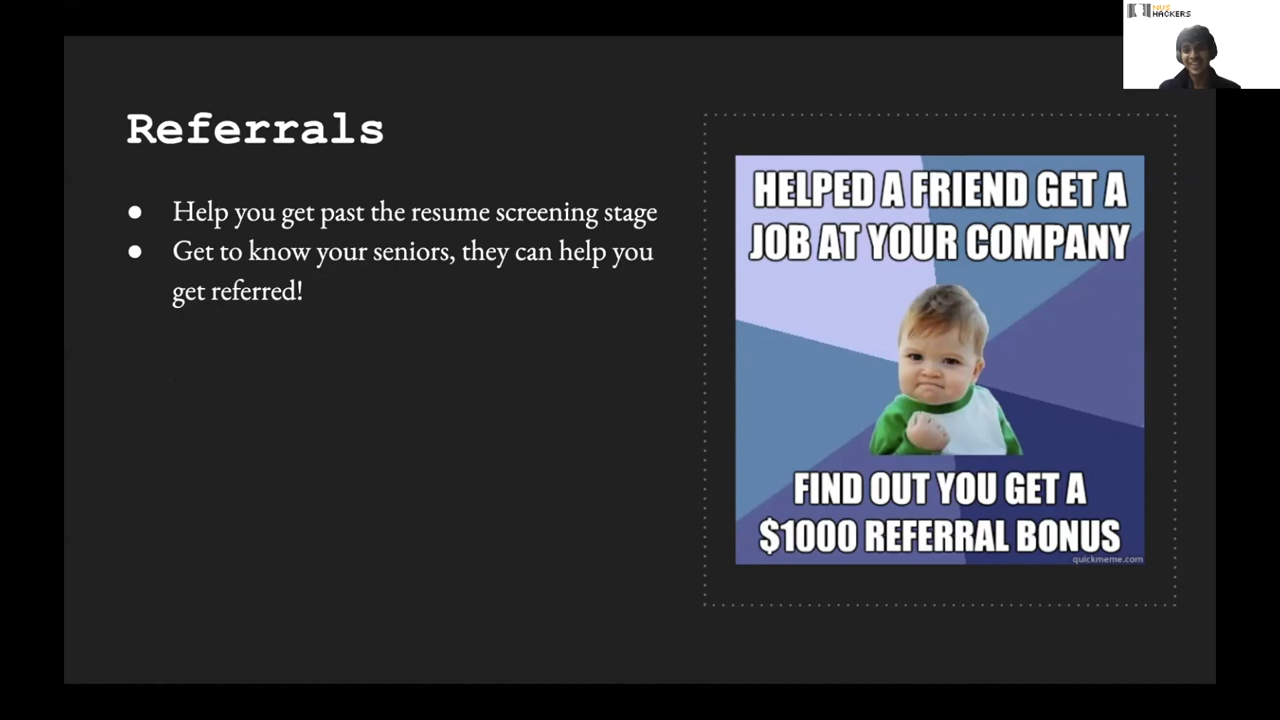 NUS
HACKERS
Referrals
● Help you get past the resume screening stage
● Get to know your seniors, they can help you
get referred!
HELPED A FRIEND GET A
JOB AT YOUR COMPANY
FIND OUT YOU GET A
$1000 REFERRAL BONUS
quickmeme.com